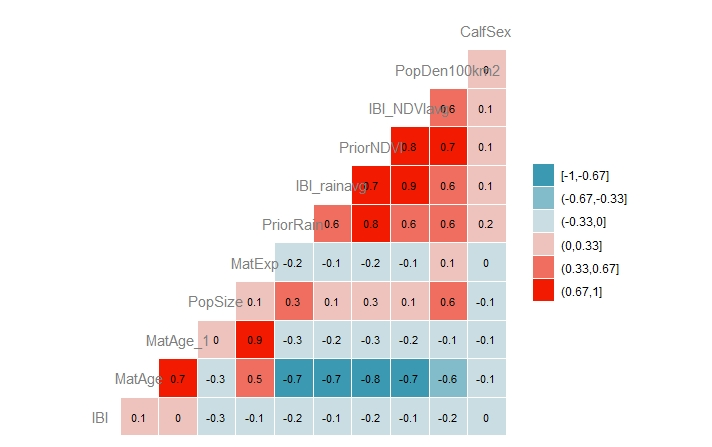 CalfSex
PopDen100km2 0
IBI_NDVIavg 0.6 0.1
PriorNDVI 0.8 0.7 0.1
IBI_rainavg 0.7 0.9 0.6 0.1
PriorRain 0.6 0.8 0.6 0.6 0.2
MatExp -0.2 -0.1 -0.2 -0.1 0.1 0
PopSize 0.1 0.3 0.1 0.3 0.1 0.6 -0.1
MatAge_1 0 0.9 -0.3 -0.2 -0.3 -0.2 -0.1 -0.1
MatAge 0.7 -0.3 0.5 -0.7 -0.7 -0.8 -0.7 -0.6 -0.1
IBI 0.1 0 -0.3 -0.1 -0.2 -0.1 -0.2 -0.1 -0.2 0
[-1,-0.67]
(-0.67,-0.33]
(-0.33,0]
(0,0.33]
(0.33,0.67]
(0.67,1]